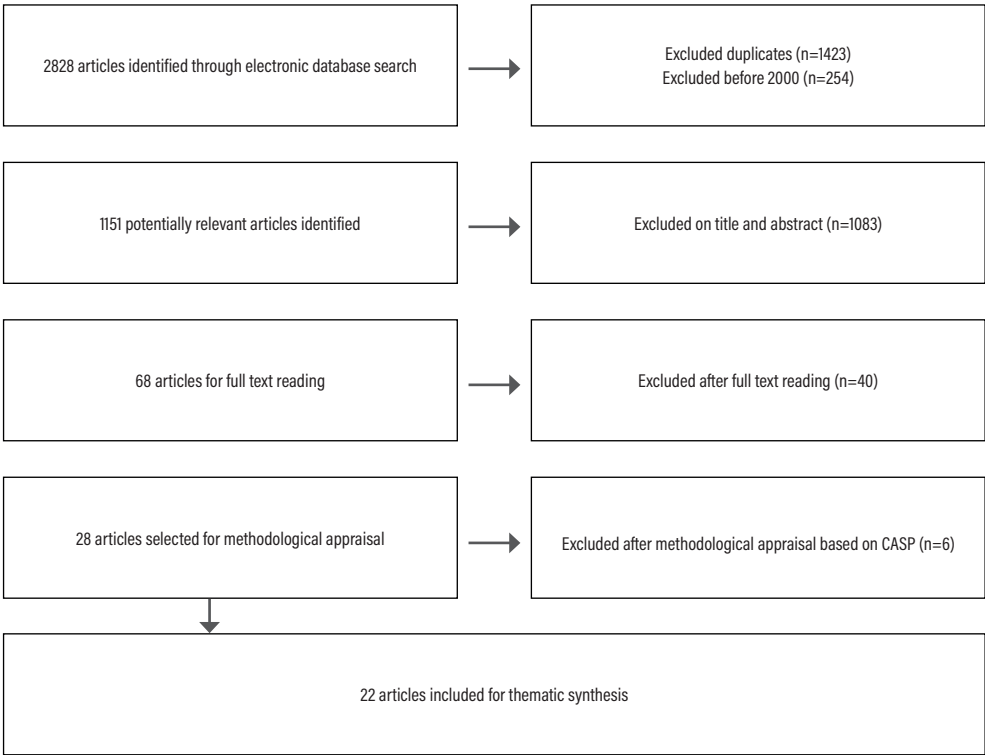 2828 articles identified through electronic database search
Excluded duplicates (n=1423)
Excluded before 2000 (n=254)
1151 potentially relevant articles identified
Excluded on title and abstract (n=1083)
68 articles for full text reading
Excluded after full text reading (n=40)
28 articles selected for methodological appraisal
Excluded after methodological appraisal based on CASP (n=6)
22 articles included for thematic synthesis